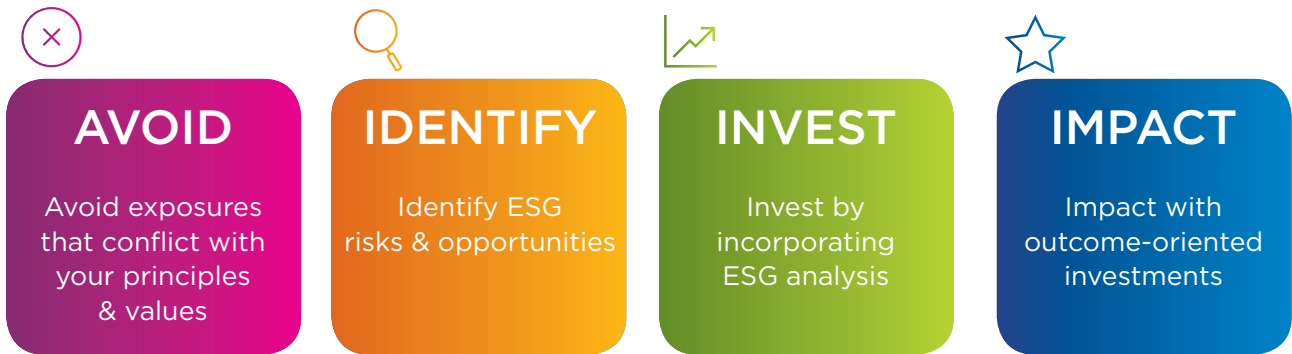 AVOID
Avoid exposures
that conflict with
your principles
& values
IDENTIFY
Identify ESG
risks & opportunities
INVEST
Invest by
incorporating
ESG analysis
IMPACT
Impact with
outcome-oriented
investments